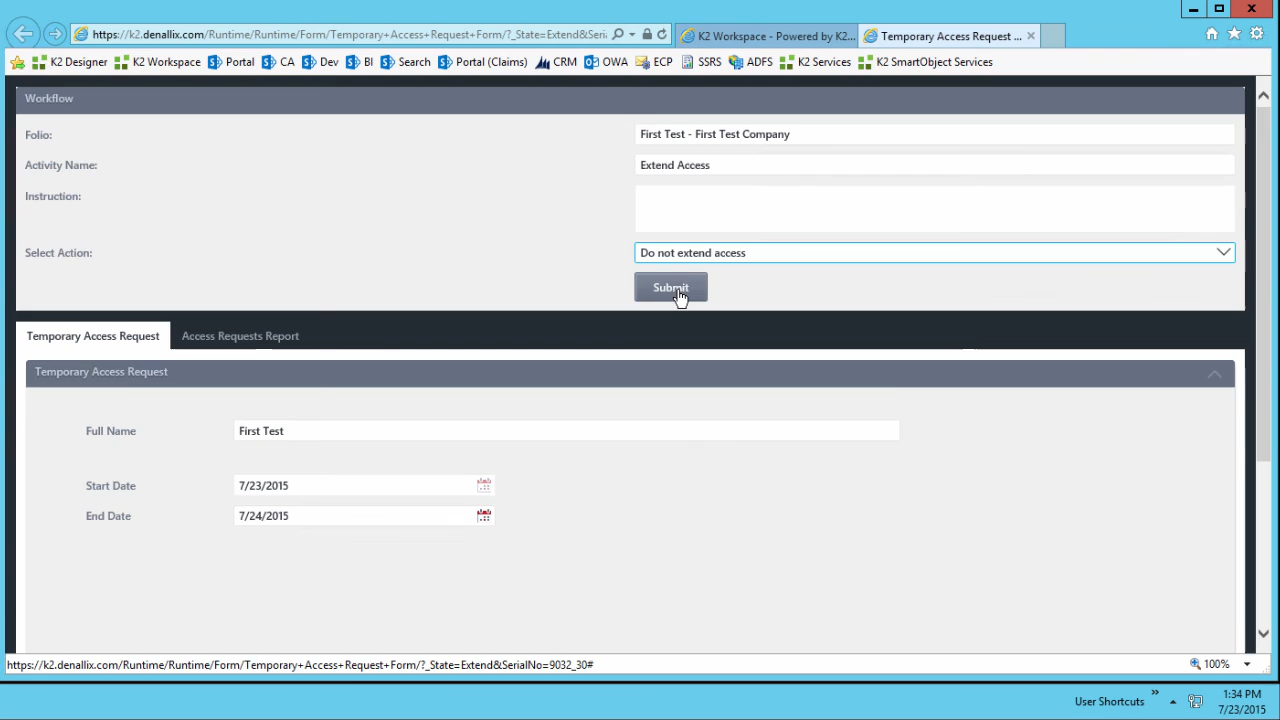 https://k2.denallix.com/Runtime/Runtime/Form/Temporary+Access+Request+Form/?_State=Extend&Seri
K2 Workspace - Powered by K2...
Temporary Access Request ...
K2 Designer
K2 Workspace
Portal
CA
Dev
BI
Search
Portal (Claims)
CRM
OWA
ECP
SSRS
ADFS
K2 Services
K2 SmartObject Services
Workflow
Folio:
First Test - First Test Company
Activity Name:
Extend Access
Instruction:
Select Action:
Do not extend access
Submit
Temporary Access Request
Access Requests Report
Temporary Access Request
Full Name
First Test
Start Date
7/23/2015
End Date
7/24/2015
https://k2.denallix.com/Runtime/Runtime/Form/Temporary+Access+Request+Form/?_State=Extend&SerialNo=9032_30#
100%
User Shortcuts
1:34 PM
7/23/2015